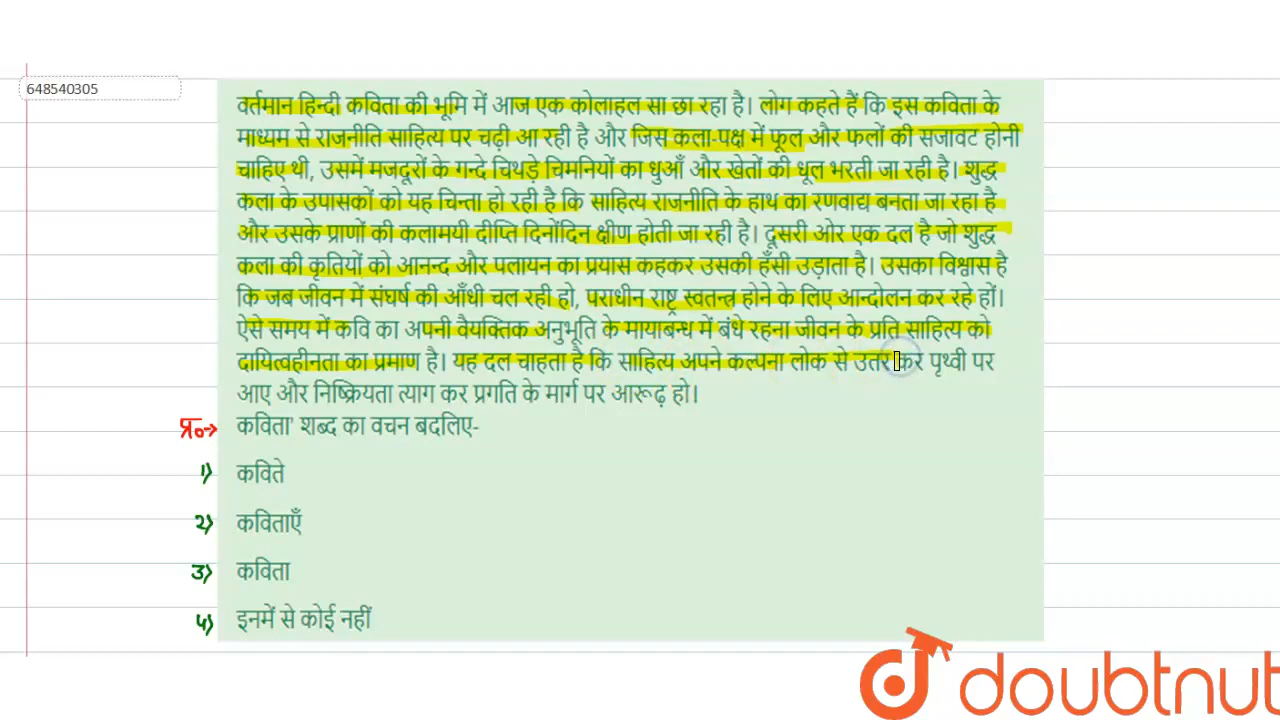 648540305
वर्तमान हिन्दी कविता की भूमि में आज एक कोलाहल सा छा रहा है। लोग कहते हैं कि इस कविता के
माध्यम से राजनीति साहित्य पर चढ़ी आ रही है और जिस कला-पक्ष में फूल और फलों की सजावट होनी
चाहिए थी, उसमें मजदूरों के गन्दे चिथड़े चिमनियों का धुआँ और खेतों की धूल भरती जा रही है। शुद्ध
कला के उपासकों को यह चिन्ता हो रही है कि साहित्य राजनीति के हाथ का रणवाद्य बनता जा रहा है
और उसके प्राणों की कलामयी दीप्ति दिनोंदिन क्षीण होती जा रही है। दूसरी ओर एक दल है जो शुद्ध
कला की कृतियों को आनन्द और पलायन का प्रयास कहकर उसकी हँसी उड़ाता है। उसका विश्वास है
कि जब जीवन में संघर्ष की आँधी चल रही हो, पराधीन राष्ट्र स्वतन्त्र होने के लिए आन्दोलन कर रहे हों।
ऐसे समय में कवि का अपनी वैयक्तिक अनुभूति के मायाबन्ध में बंधे रहना जीवन के प्रति साहित्य को
दायित्वहीनता का प्रमाण है। यह दल चाहता है कि साहित्य अपने कल्पना लोक से उतर करे पृथ्वी पर
आए और निष्क्रियता त्याग कर प्रगति के मार्ग पर आरूढ़ हो।
प्र०→ कविता' शब्द का वचन बदलिए-
१) कविते
२) कविताएँ
३) कविता
४) इनमें से कोई नहीं
doubtnut